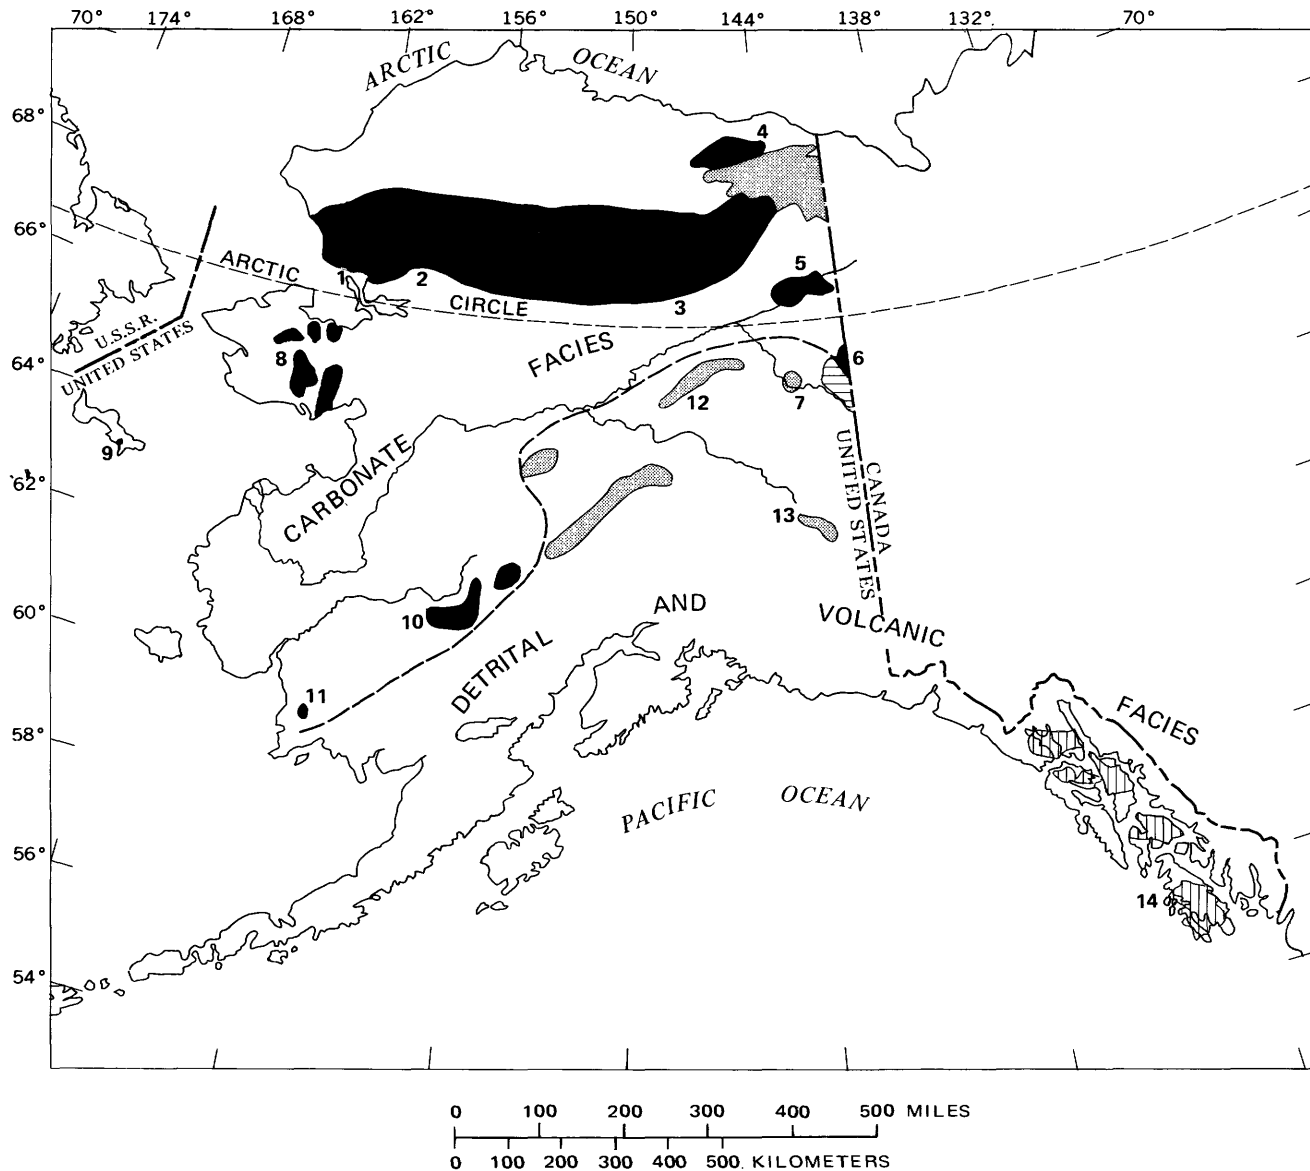 70° 174° 168° 162° 156° 150° 144° 138° 132° 70°
ARCTIC OCEAN
68°
4
66°
ARCTIC CIRCLE
1 2 3 5
U.S.S.R.
UNITED STATES
FACIES
64°
8 6
12 7
9
CARBONATE
UNITED STATES
CANADA
62°
13
60°
10
DETRITAL AND VOLCANIC FACIES
11
58°
PACIFIC OCEAN
56°
14
54°
0 100 200 300 400 500 MILES
0 100 200 300 400 500 KILOMETERS